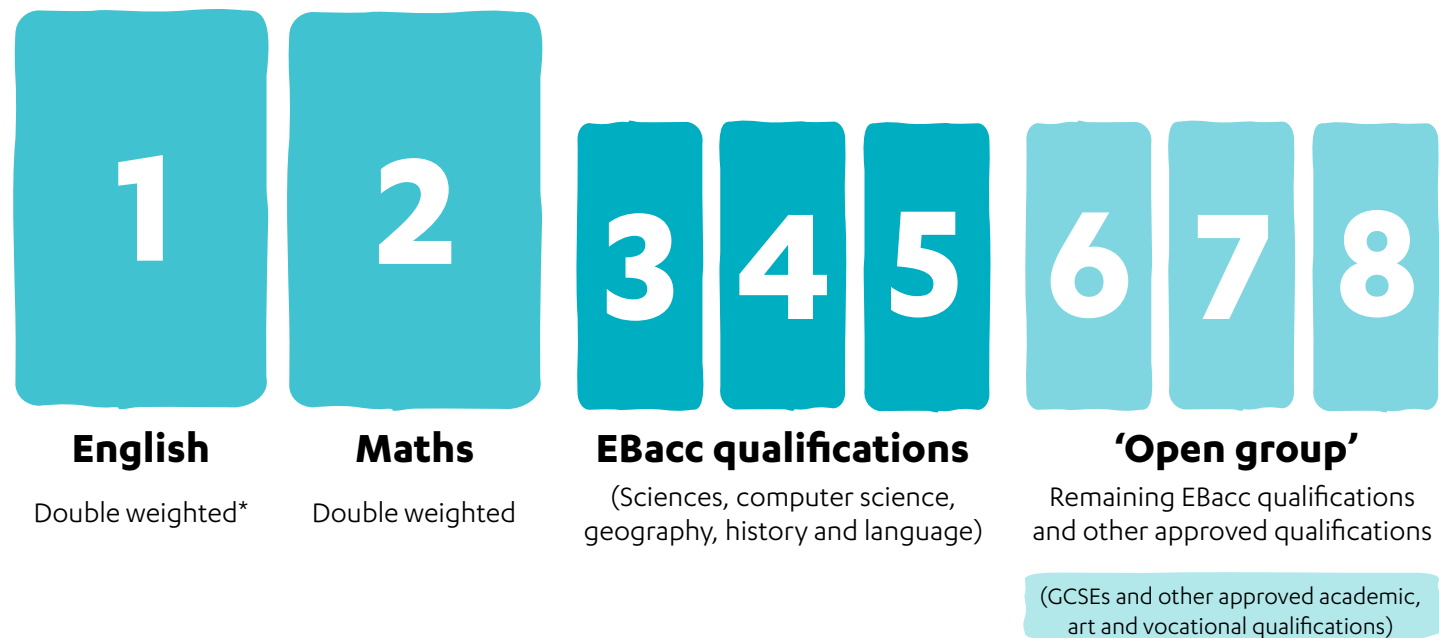 1
2
3
4
5
6
7
8
English
Double weighted*
Maths
Double weighted
EBacc qualifications
(Sciences, computer science,
geography, history and language)
‘Open group’
Remaining EBacc qualifications
and other approved qualifications
(GCSEs and other approved academic,
art and vocational qualifications)